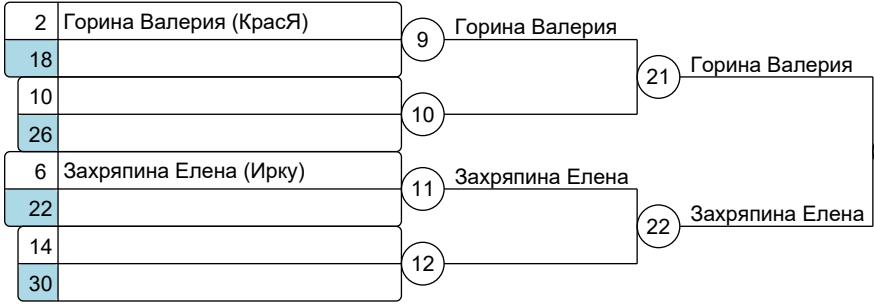 2 Горина Валерия (КрасЯ)
18
9 Горина Валерия
10
26
10
21 Горина Валерия
6 Захряпина Елена (Ирку)
22
11 Захряпина Елена
14
30
12
22 Захряпина Елена